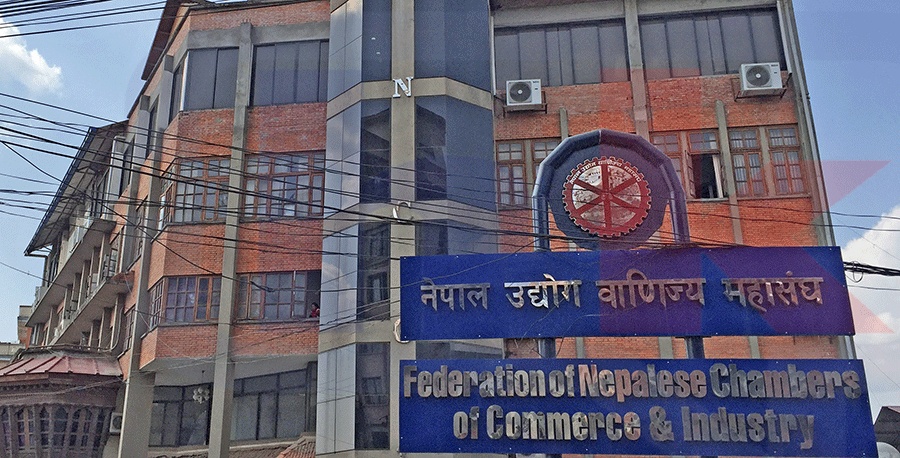 N
नेपाल उद्योग वाणिज्य महासंघ
Federation of Nepalese Chambers
of Commerce & Industry